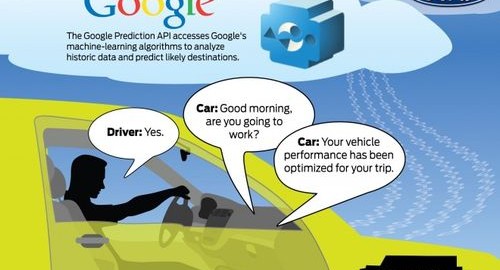 Google
The Google Prediction API accesses Google's
machine-learning algorithms to analyze
historic data and predict likely destinations.
Car: Good morning,
are you going to
work?
Driver: Yes.
Car: Your vehicle
performance has been
optimized for your trip.